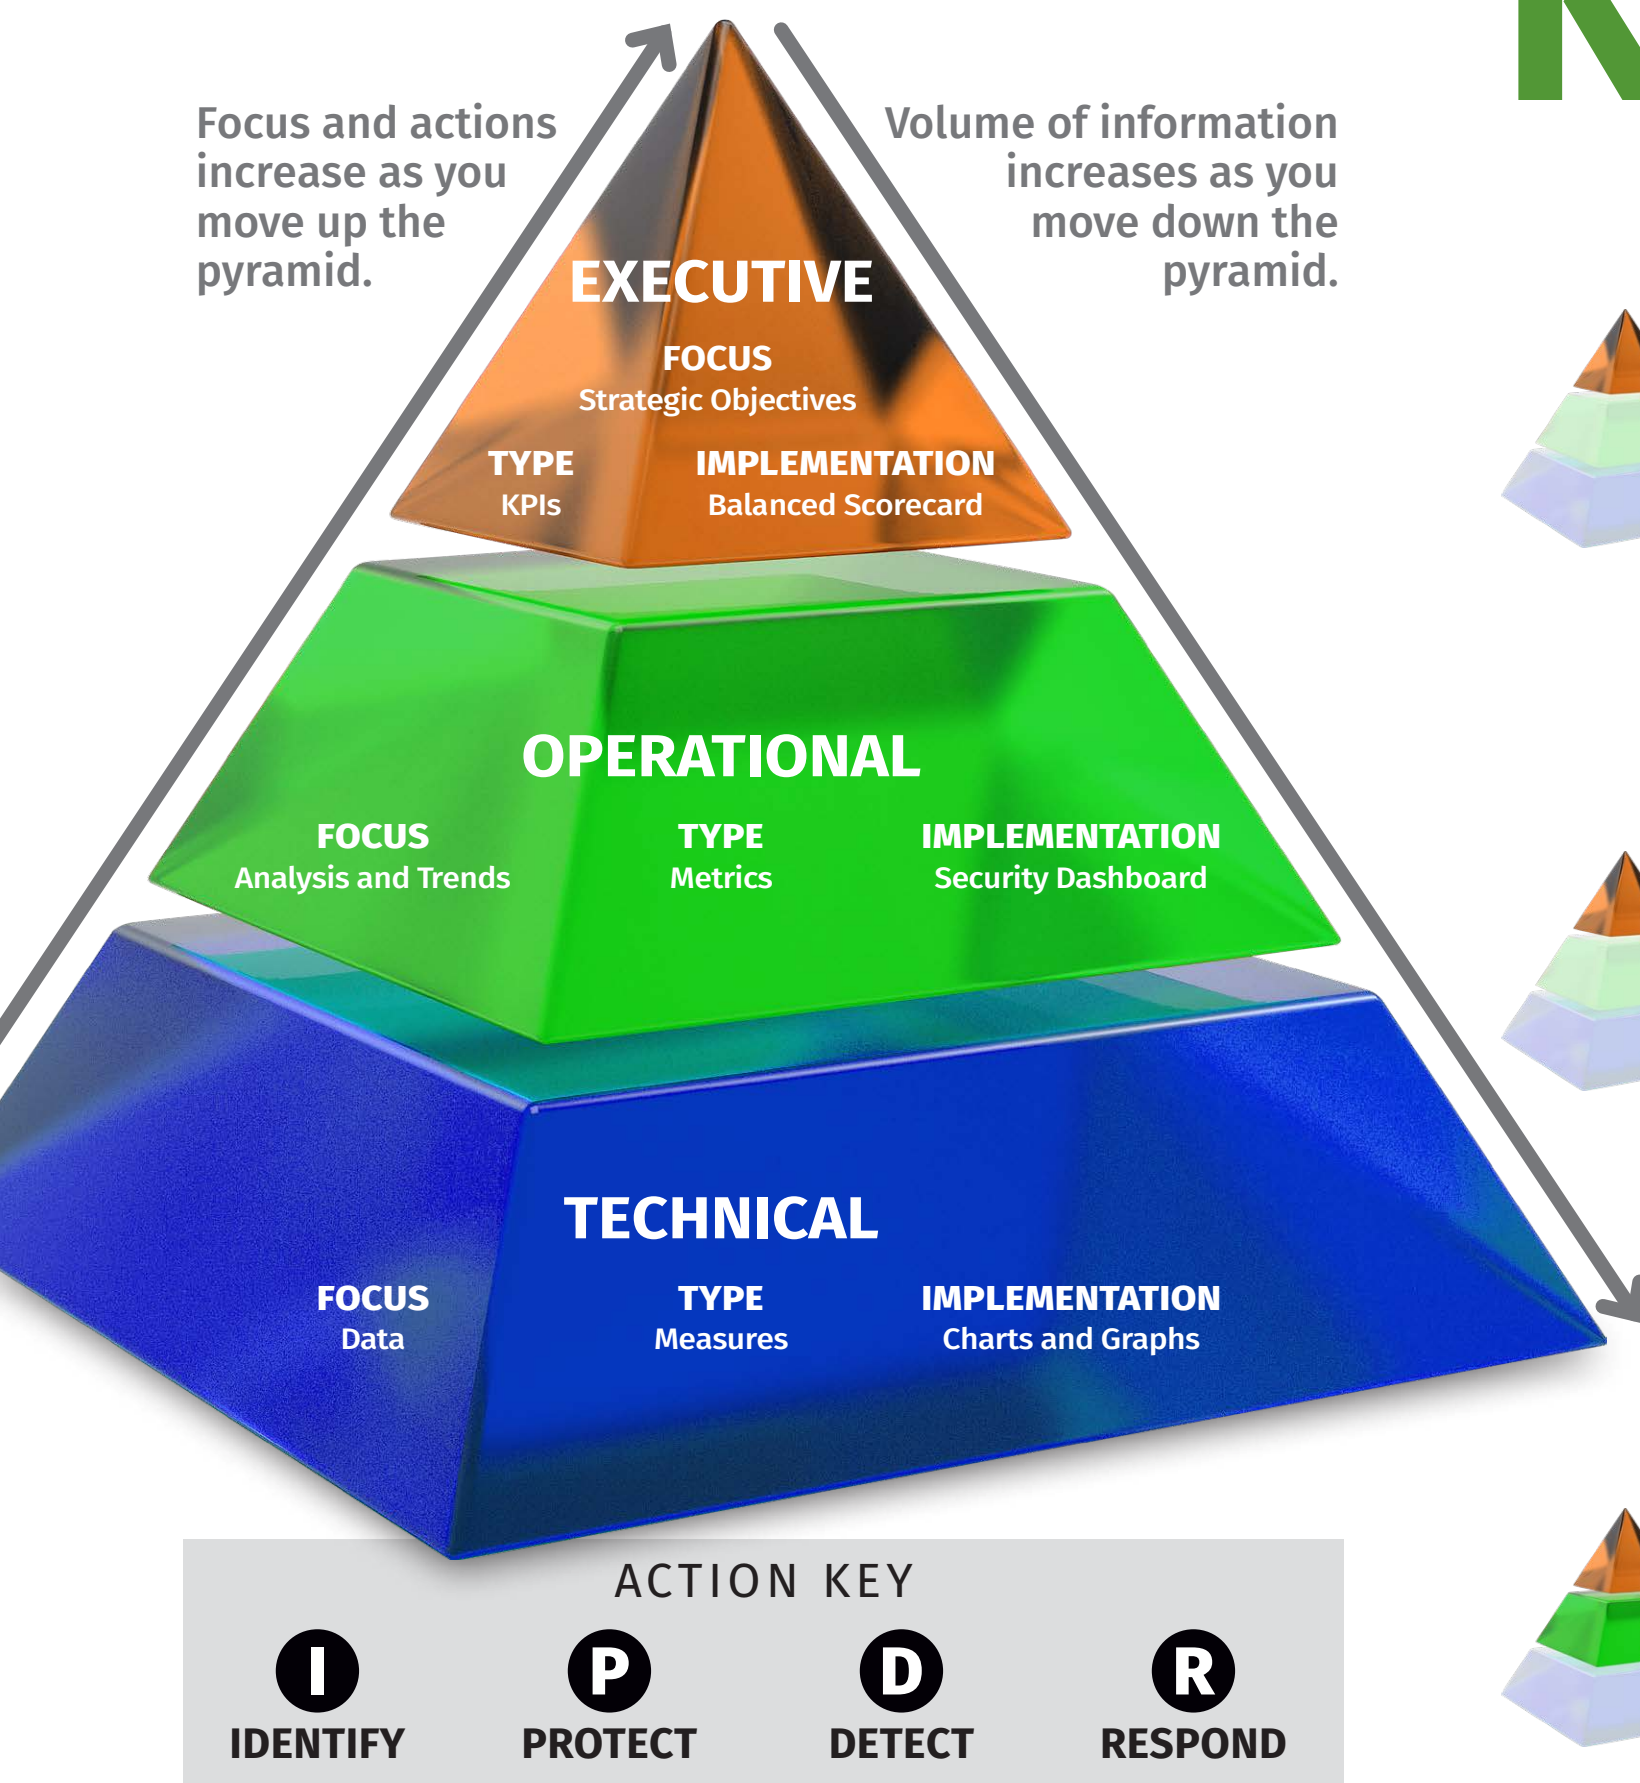 Focus and actions
increase as you
move up the
pyramid.
Volume of information
increases as you
move down the
pyramid.
EXECUTIVE
FOCUS
Strategic Objectives
TYPE
KPIs
IMPLEMENTATION
Balanced Scorecard
OPERATIONAL
FOCUS
Analysis and Trends
TYPE
Metrics
IMPLEMENTATION
Security Dashboard
TECHNICAL
FOCUS
Data
TYPE
Measures
IMPLEMENTATION
Charts and Graphs
ACTION KEY
I
IDENTIFY
P
PROTECT
D
DETECT
R
RESPOND